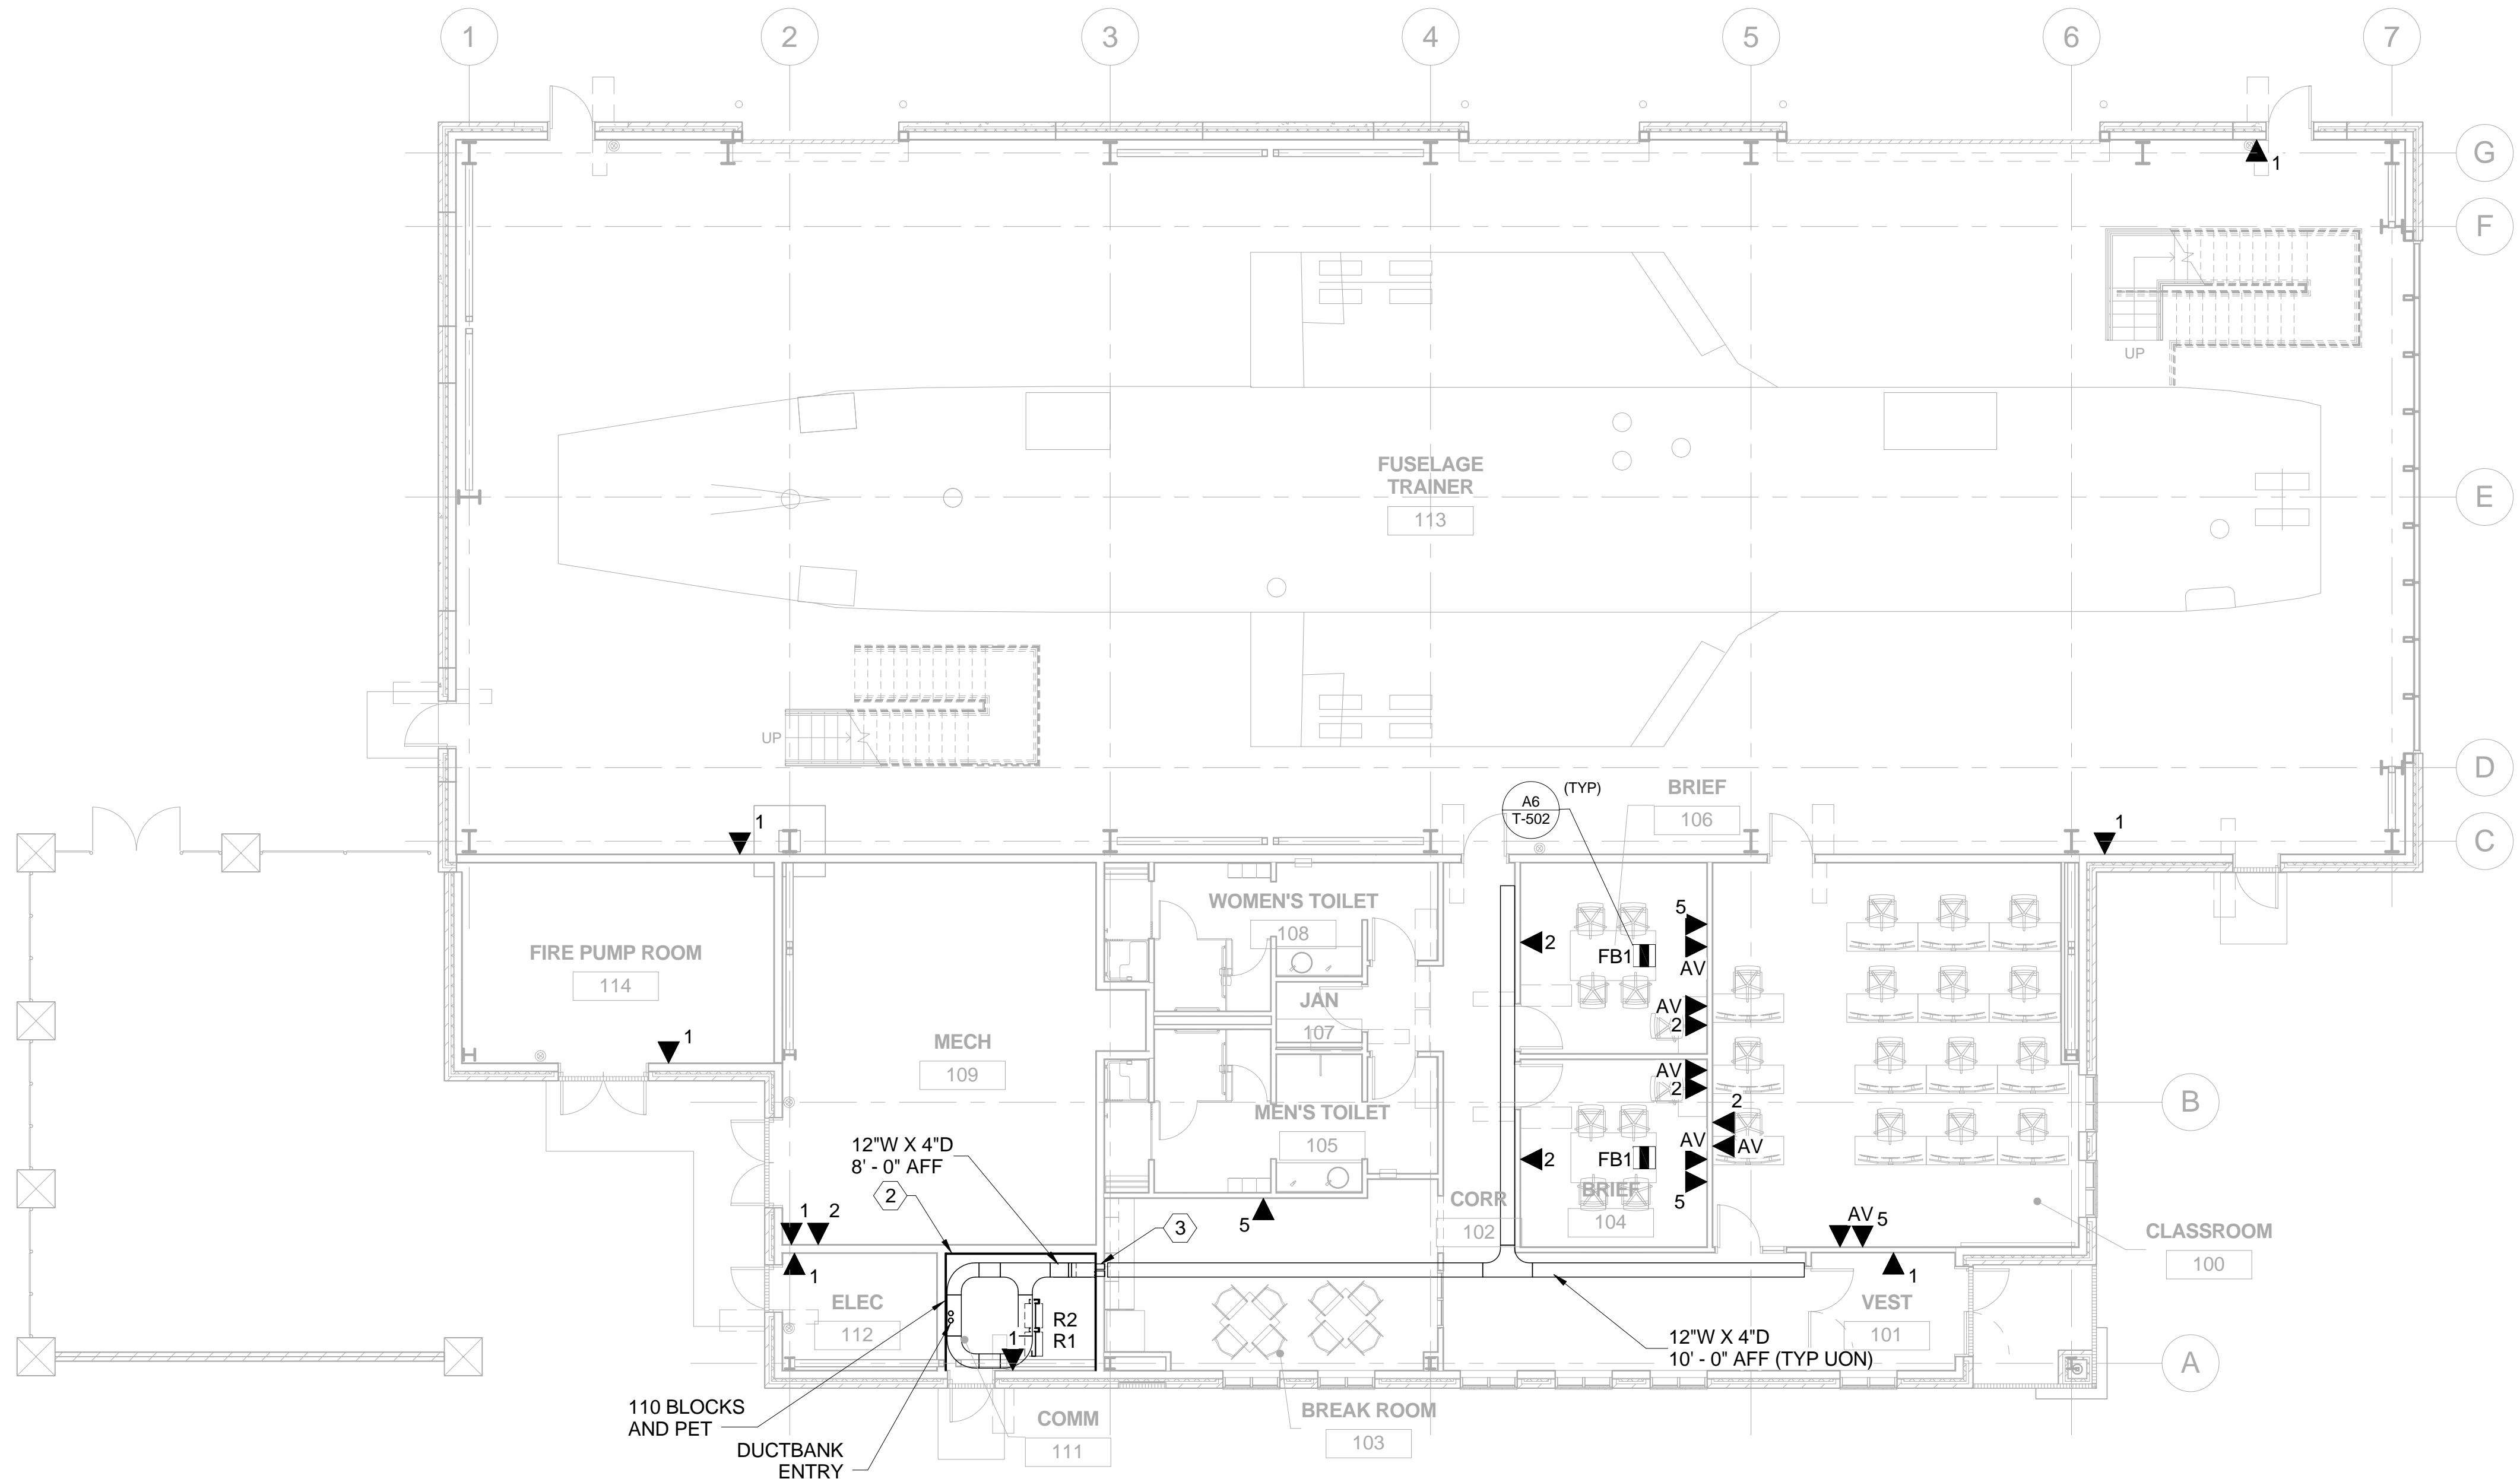 1
2
3
4
5
6
7
G
1
F
UP
FUSELAGE
TRAINER
113
E
UP
D
A6
T-502
(TYP)
BRIEF
106
1
1
C
WOMEN'S TOILET
108
FIRE PUMP ROOM
114
5
2
FB1
AV
JAN
107
AV
2
1
MECH
109
AV
2
B
MEN'S TOILET
105
2
AV
AV
12"W X 4"D
8' - 0" AFF
2
FB1
5
2
BRIEF
104
CORR
102
1
2
5
3
AV
5
CLASSROOM
100
1
1
ELEC
112
R2
R1
1
VEST
101
12"W X 4"D
10' - 0" AFF (TYP UON)
A
110 BLOCKS
AND PET
COMM
111
BREAK ROOM
103
DUCTBANK
ENTRY